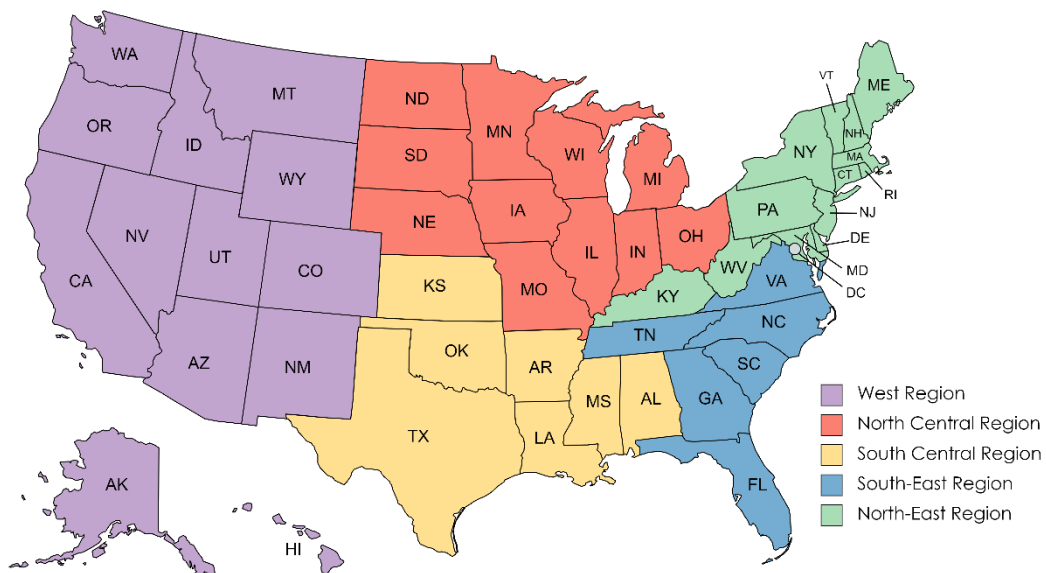 WA
MT
ND
MN
VT
ME
OR
ID
SD
WI
MI
NY
NH
MA
CT
RI
WY
NE
IA
PA
NJ
NV
UT
CO
IL
IN
OH
DE
CA
KS
MO
WV
MD
KY
VA
DC
TN
NC
AZ
NM
OK
AR
SC
MS
AL
GA
TX
LA
FL
AK
HI
West Region
North Central Region
South Central Region
South-East Region
North-East Region